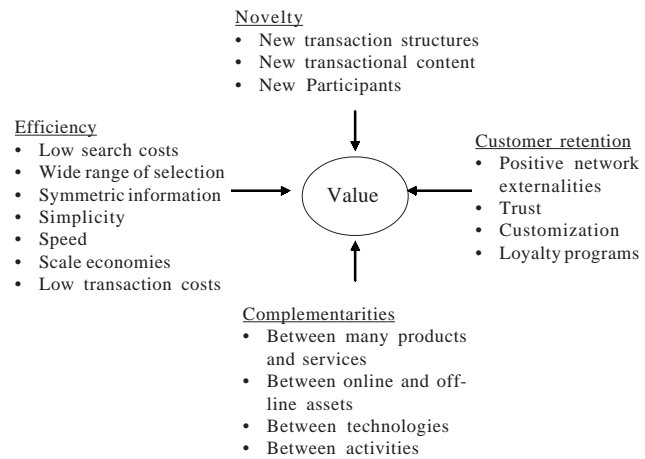 Novelty
• New transaction structures
• New transactional content
• New Participants
Efficiency
• Low search costs
• Wide range of selection
• Symmetric information
• Simplicity
• Speed
• Scale economies
• Low transaction costs
Value
Customer retention
• Positive network
externalities
• Trust
• Customization
• Loyalty programs
Complementarities
• Between many products
and services
• Between online and off-
line assets
• Between technologies
• Between activities